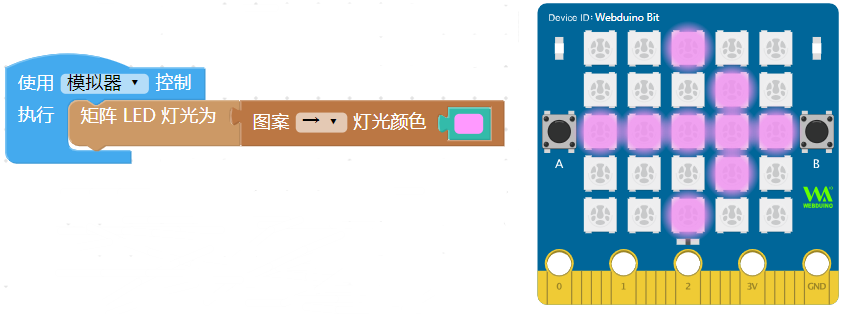 使用 模拟器 控制
执行 矩阵 LED 灯光为 图案 → 灯光颜色
Device ID: Webduino Bit
A
B
WEBDUINO
0 1 2 3V GND